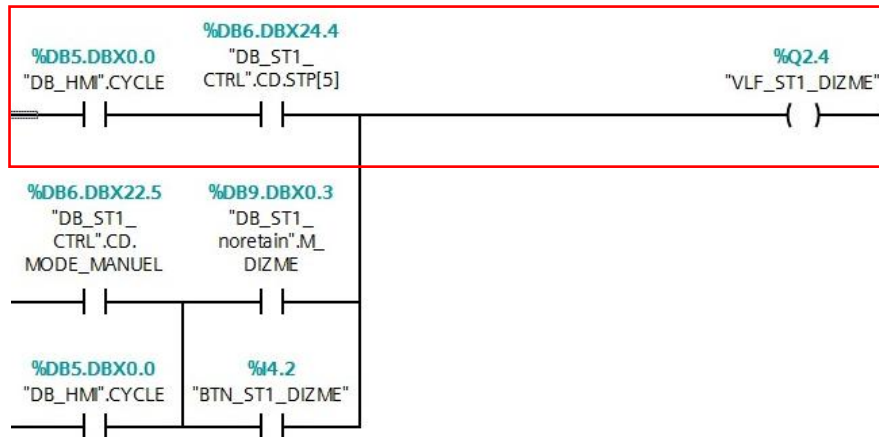 %DB6.DBX24.4
%DB5.DBX0.0
"DB_ST1_
%Q2.4
"DB_HMI".CYCLE
CTRL".CD.STP[5]
"VLF_ST1_DIZME"
%DB6.DBX22.5
%DB9.DBX0.3
"DB_ST1_
"DB_ST1_
CTRL".CD.
noretain".M_
MODE_MANUEL
DIZME
%DB5.DBX0.0
%I4.2
"DB_HMI".CYCLE
"BTN_ST1_DIZME"